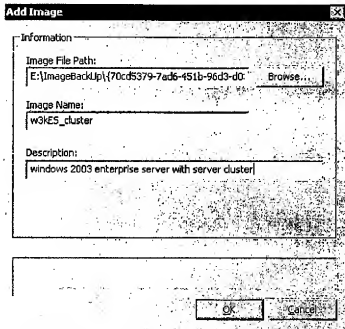 Add Image
Information
Image File Path:
E:\ImageBackUp\{70cd5379-7ad6-451b-96d3-d0:
Browse...
Image Name:
w3kES_cluster
Description:
windows 2003 enterprise server with server cluster
OK
Cancel